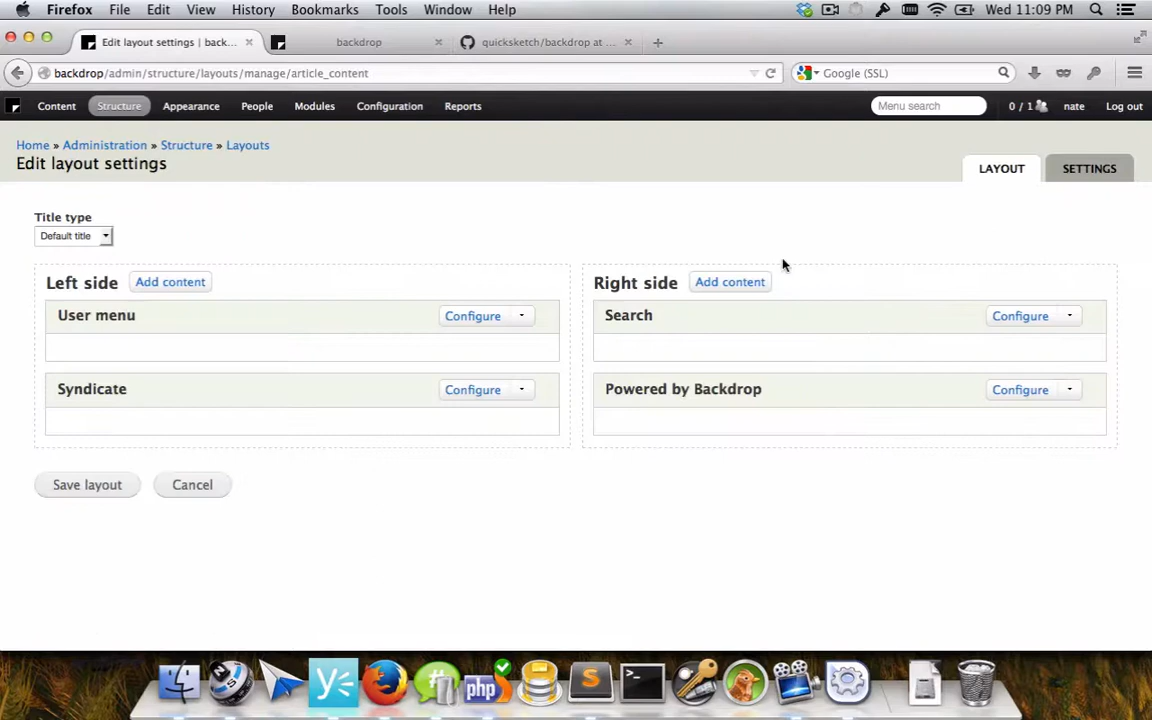 Firefox File Edit View History Bookmarks Tools Window Help Wed 11:09 PM
Edit layout settings | back... backdrop quicksketch/backdrop at ...
backdrop/admin/structure/layouts/manage/article_content Google (SSL)
Content Structure Appearance People Modules Configuration Reports Menu search 0 / 1 nate Log out
Home » Administration » Structure » Layouts
Edit layout settings LAYOUT SETTINGS
Title type
Default title
Left side Add content Right side Add content
User menu Configure Search Configure
Syndicate Configure Powered by Backdrop Configure
Save layout Cancel
php S